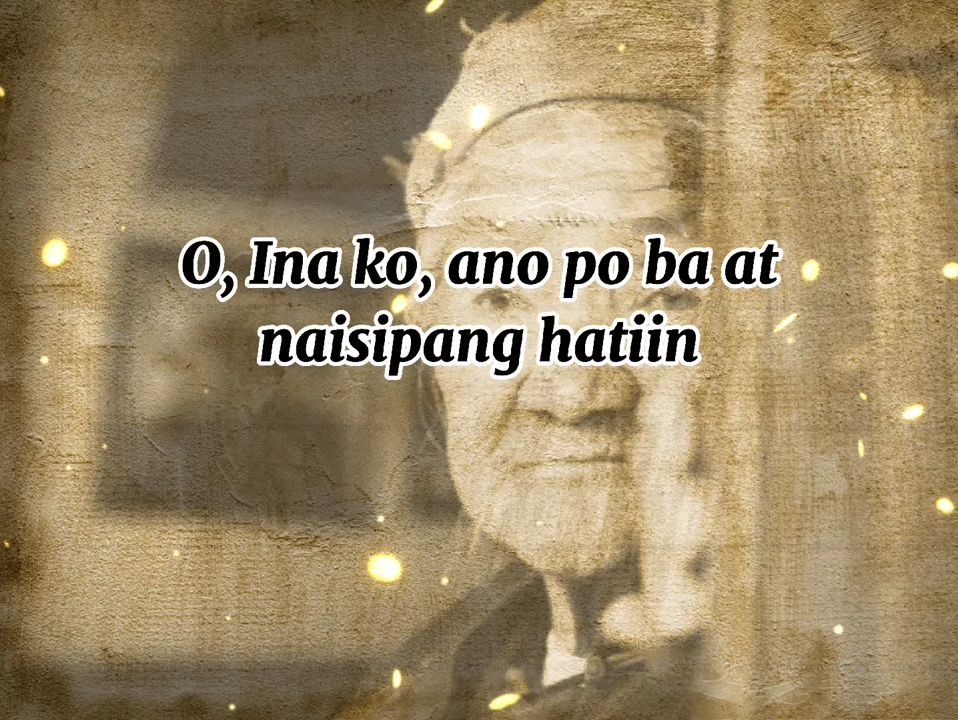 O, Ina ko, ano po ba at
naisipang hatiin